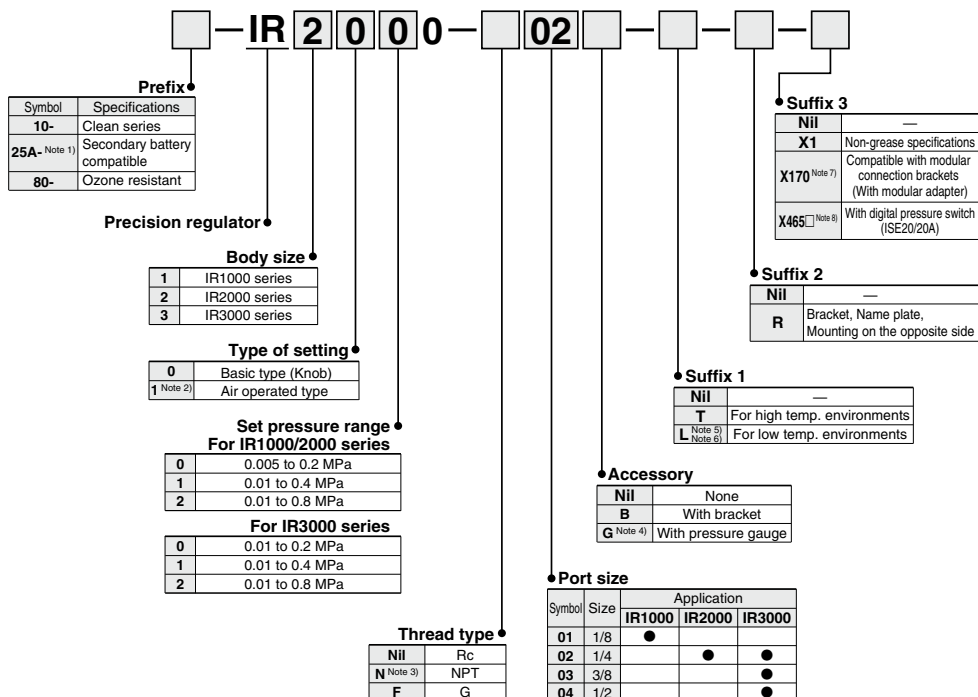 — IR 2 0 0 0 — 02 — — —
Prefix
Symbol Specifications
10- Clean series
25A- Note 1) Secondary battery
compatible
80- Ozone resistant
Precision regulator
Body size
1 IR1000 series
2 IR2000 series
3 IR3000 series
Type of setting
0 Basic type (Knob)
1 Note 2) Air operated type
Set pressure range
For IR1000/2000 series
0 0.005 to 0.2 MPa
1 0.01 to 0.4 MPa
2 0.01 to 0.8 MPa
For IR3000 series
0 0.01 to 0.2 MPa
1 0.01 to 0.4 MPa
2 0.01 to 0.8 MPa
Thread type
Nil Rc
N Note 3) NPT
F G
Port size
Symbol Size Application
IR1000 IR2000 IR3000
01 1/8 ●
02 1/4 ● ●
03 3/8 ●
04 1/2 ●
Accessory
Nil None
B With bracket
G Note 4) With pressure gauge
Suffix 1
Nil —
T For high temp. environments
L Note 5) Note 6) For low temp. environments
Suffix 2
Nil —
R Bracket, Name plate,
Mounting on the opposite side
Suffix 3
Nil —
X1 Non-grease specifications
X170 Note 7) Compatible with modular
connection brackets
(With modular adapter)
X465□ Note 8) With digital pressure switch
(ISE20/20A)